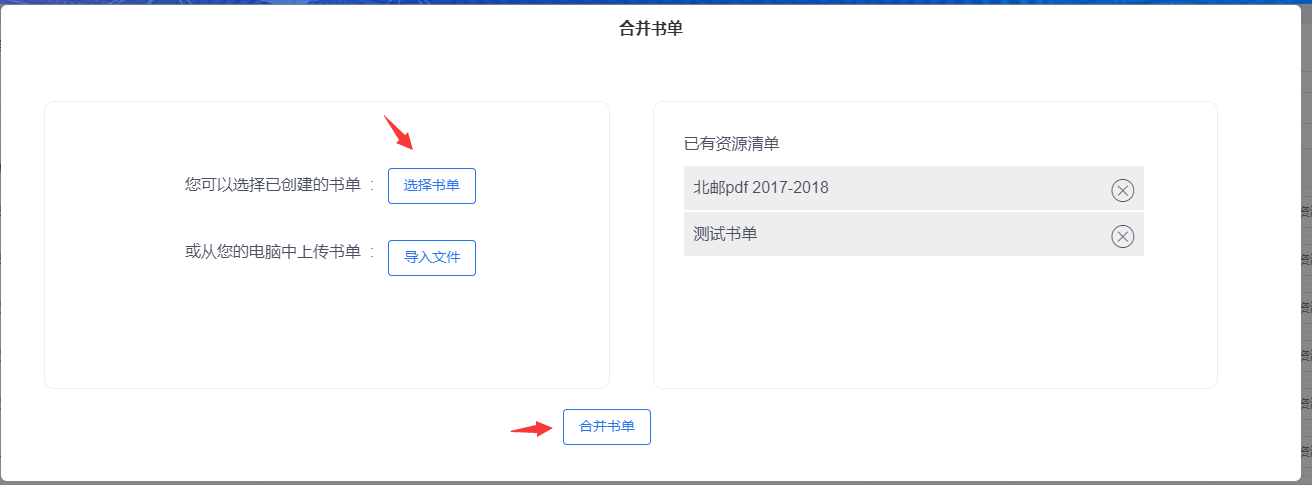 合并书单
您可以选择已创建的书单 ：
选择书单
或从您的电脑中上传书单 ：
导入文件
已有资源清单
北邮pdf 2017-2018
测试书单
合并书单